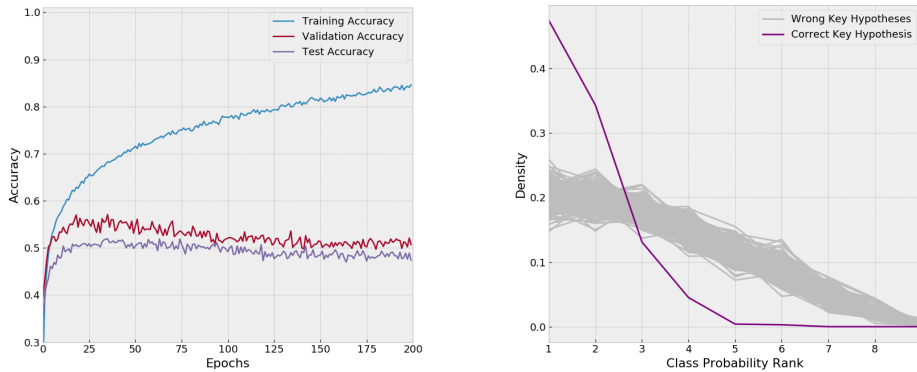 1.0
0.9
0.8
0.7
0.6
0.5
0.4
0.3
Accuracy
Training Accuracy
Validation Accuracy
Test Accuracy
0 25 50 75 100 125 150 175 200
Epochs
0.4
0.3
0.2
0.1
0.0
Density
Wrong Key Hypotheses
Correct Key Hypothesis
1 2 3 4 5 6 7 8
Class Probability Rank